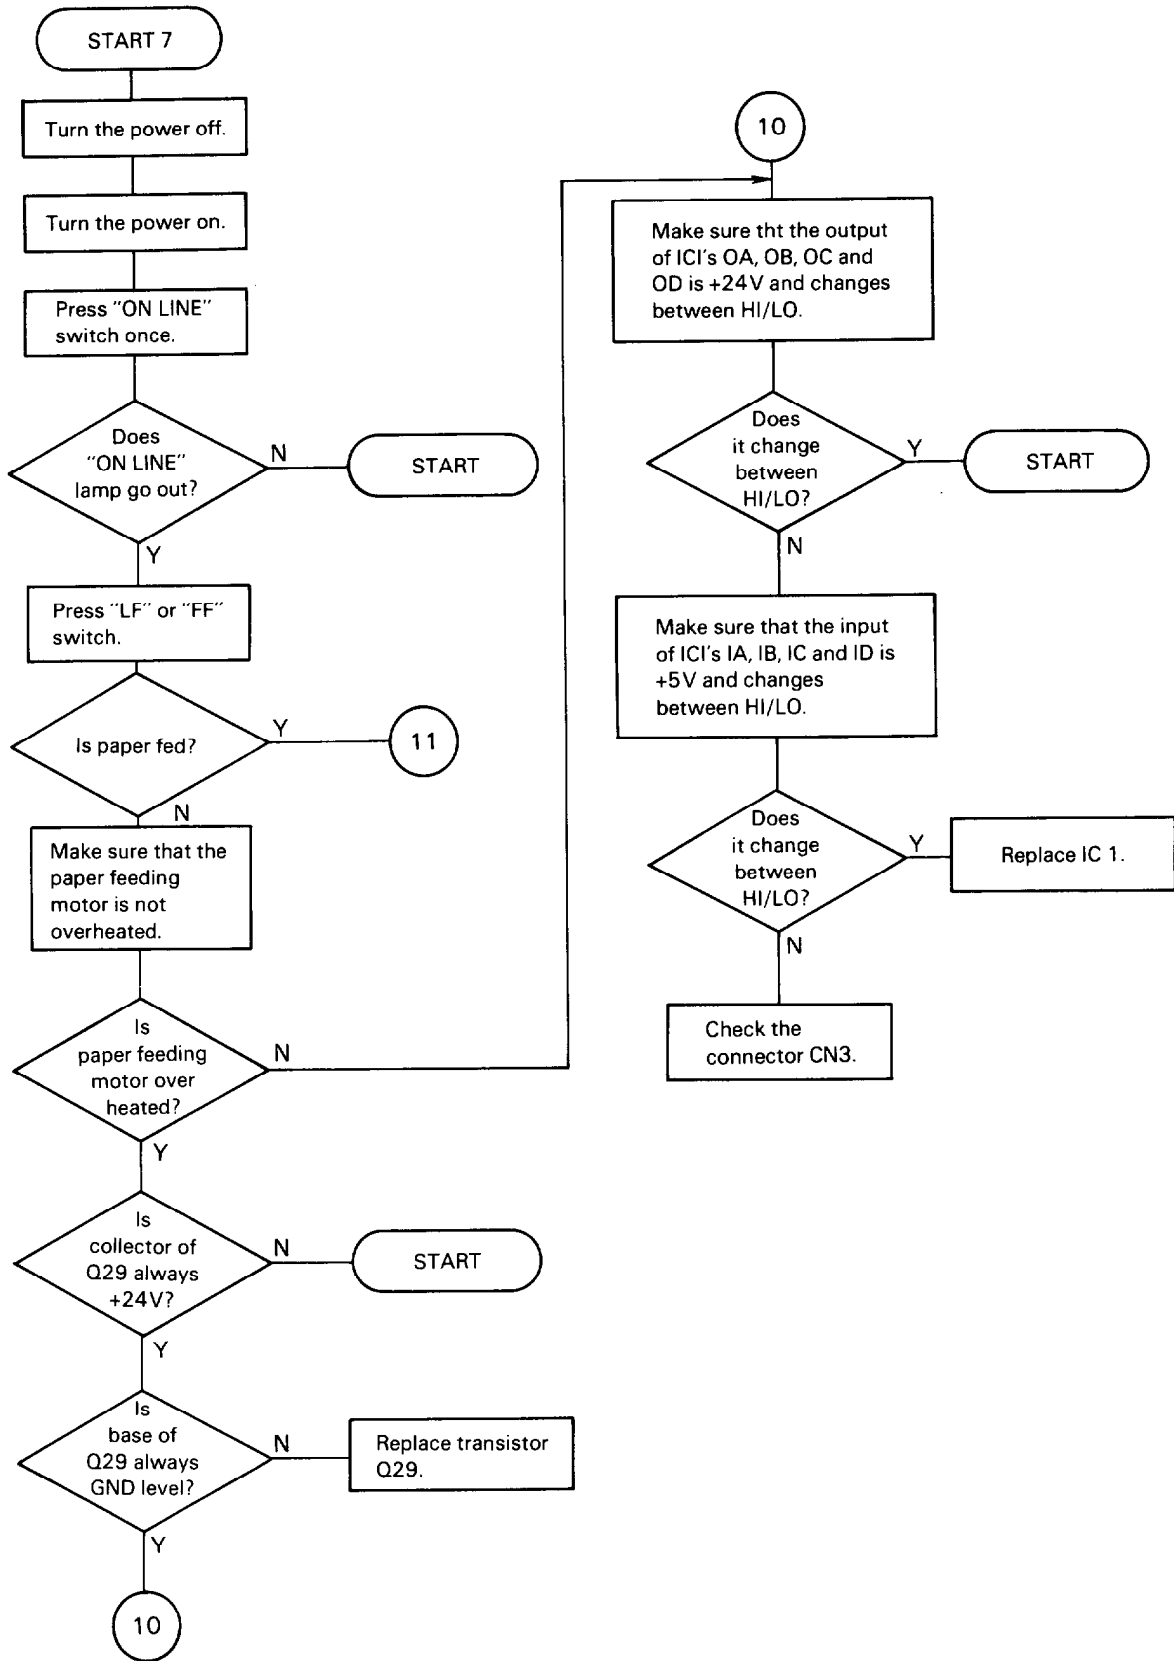 START 7
Turn the power off.
Turn the power on.
Press "ON LINE"
switch once.
Does
"ON LINE"
lamp go out?
N
START
Y
Press "LF" or "FF"
switch.
Is paper fed?
Y
11
N
Make sure that the
paper feeding
motor is not
overheated.
Is
paper feeding
motor over
heated?
N
Y
Is
collector of
Q29 always
+24V?
N
START
Y
Is
base of
Q29 always
GND level?
N
Replace transistor
Q29.
Y
10
10
Make sure tht the output
of ICI's OA, OB, OC and
OD is +24V and changes
between HI/LO.
Does
it change
between
HI/LO?
Y
START
N
Make sure that the input
of ICI's IA, IB, IC and ID is
+5V and changes
between HI/LO.
Does
it change
between
HI/LO?
Y
Replace IC 1.
N
Check the
connector CN3.